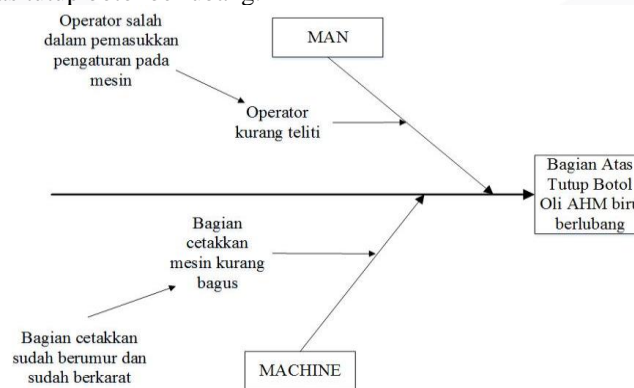 Operator salah
dalam pemasukkan
pengaturan pada
mesin
MAN
Operator
kurang teliti
Bagian Atas
Tutup Botol
Oli AHM biru
berlubang
Bagian
cetakkan
mesin kurang
bagus
Bagian cetakkan
sudah berumur dan
sudah berkarat
MACHINE